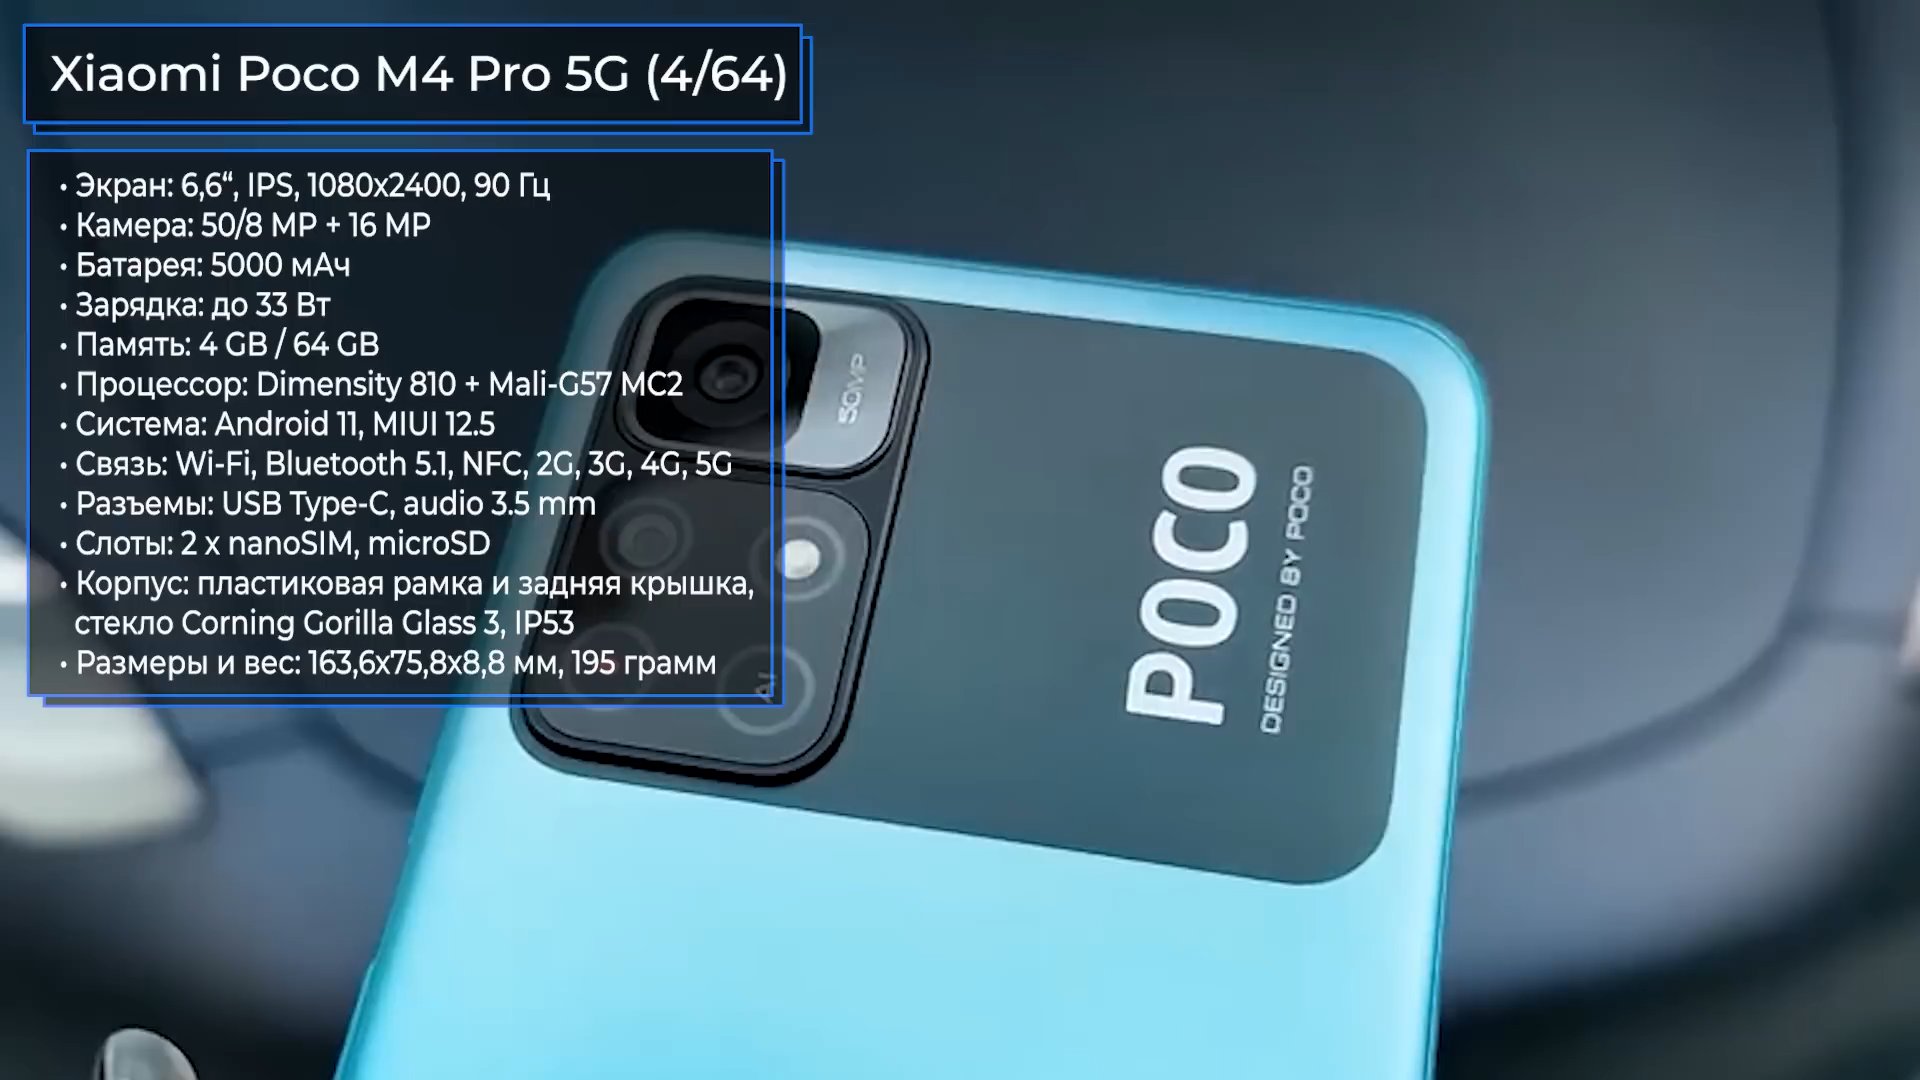 Xiaomi Poco M4 Pro 5G (4/64)
• Экран: 6,6“, IPS, 1080x2400, 90 Гц
• Камера: 50/8 MP + 16 MP
• Батарея: 5000 мАч
• Зарядка: до 33 Вт
• Память: 4 GB / 64 GB
• Процессор: Dimensity 810 + Mali-G57 MC2
• Система: Android 11, MIUI 12.5
• Связь: Wi-Fi, Bluetooth 5.1, NFC, 2G, 3G, 4G, 5G
• Разъемы: USB Type-C, audio 3.5 mm
• Слоты: 2 x nanoSIM, microSD
• Корпус: пластиковая рамка и задняя крышка,
стекло Corning Gorilla Glass 3, IP53
• Размеры и вес: 163,6x75,8x8,8 мм, 195 грамм
50MP
AI
POCO
DESIGNED BY POCO